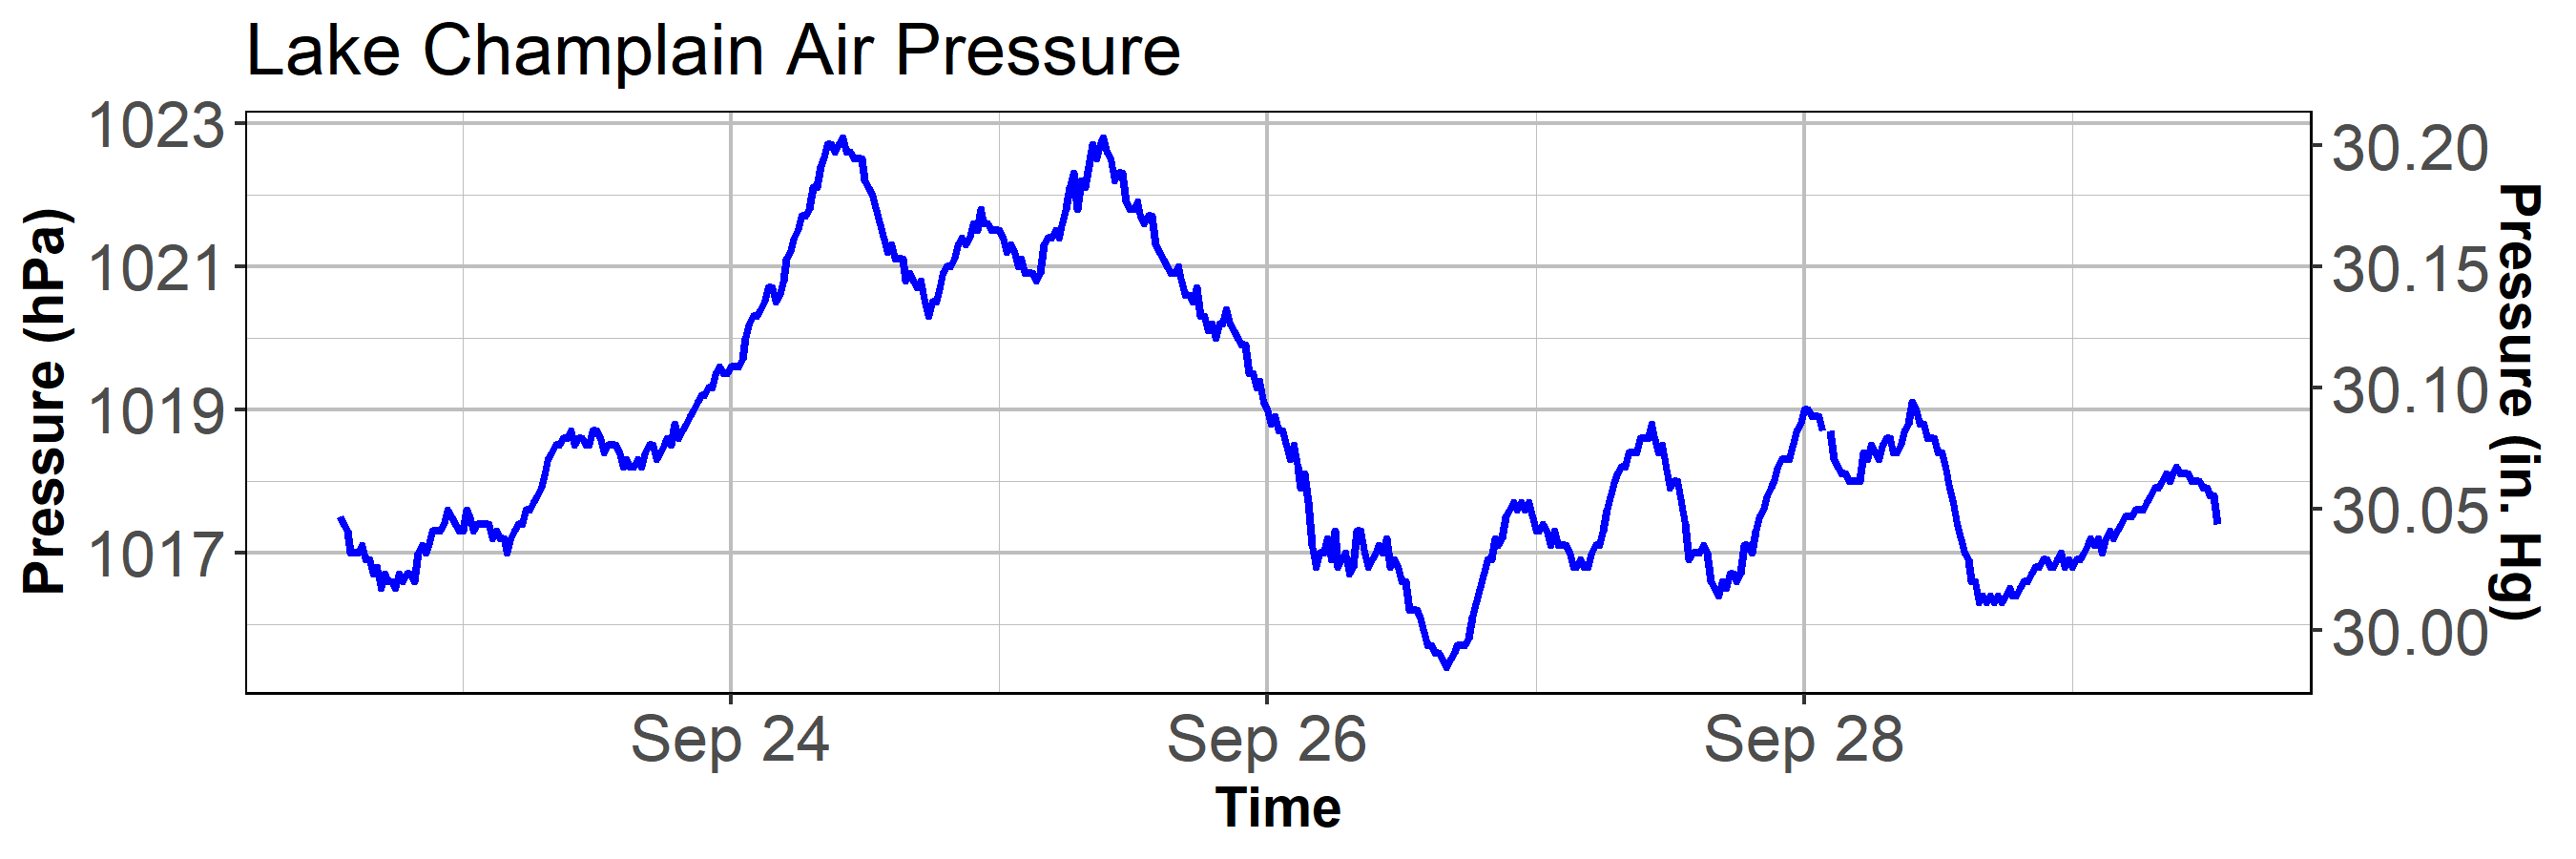 Lake Champlain Air Pressure
1023
1021
1019
1017
Pressure (hPa)
30.20
30.15
30.10
30.05
30.00
Pressure (in. Hg)
Sep 24
Sep 26
Sep 28
Time